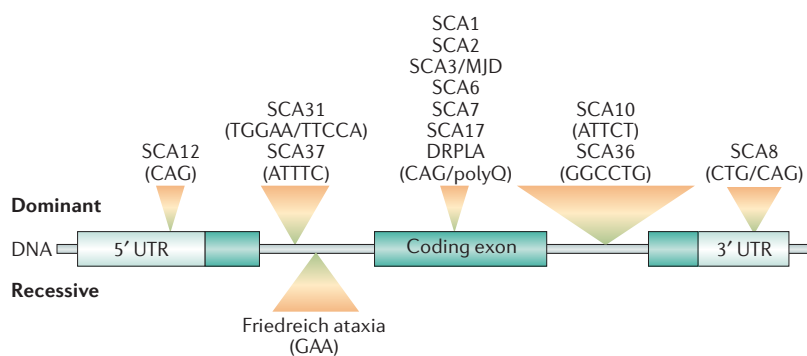 SCA1
SCA2
SCA3/MJD
SCA6
SCA7
SCA17
DRPLA
(CAG/polyQ)
SCA31
(TGGAA/TTCCA)
SCA37
(ATTTC)
SCA10
(ATTCT)
SCA36
(GGCCTG)
SCA12
(CAG)
SCA8
(CTG/CAG)
Dominant
DNA
5′ UTR
Coding exon
3′ UTR
Recessive
Friedreich ataxia
(GAA)